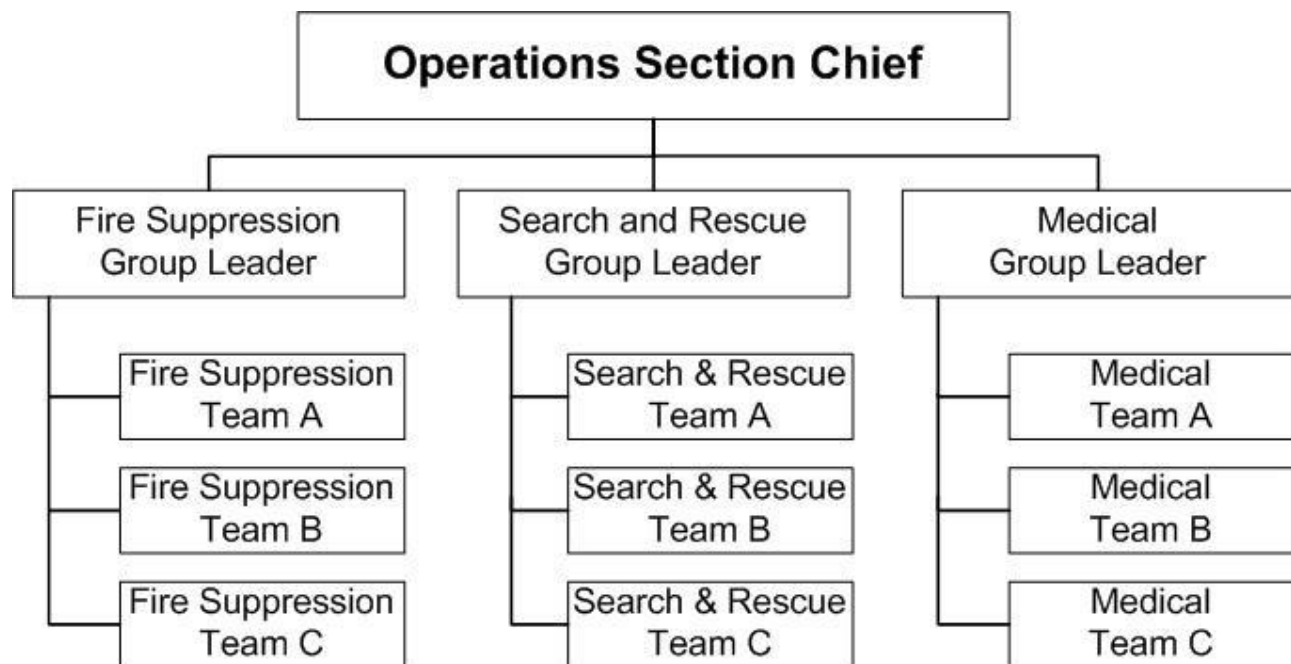 Operations Section Chief
Fire Suppression
Group Leader
Search and Rescue
Group Leader
Medical
Group Leader
Fire Suppression
Team A
Search & Rescue
Team A
Medical
Team A
Fire Suppression
Team B
Search & Rescue
Team B
Medical
Team B
Fire Suppression
Team C
Search & Rescue
Team C
Medical
Team C